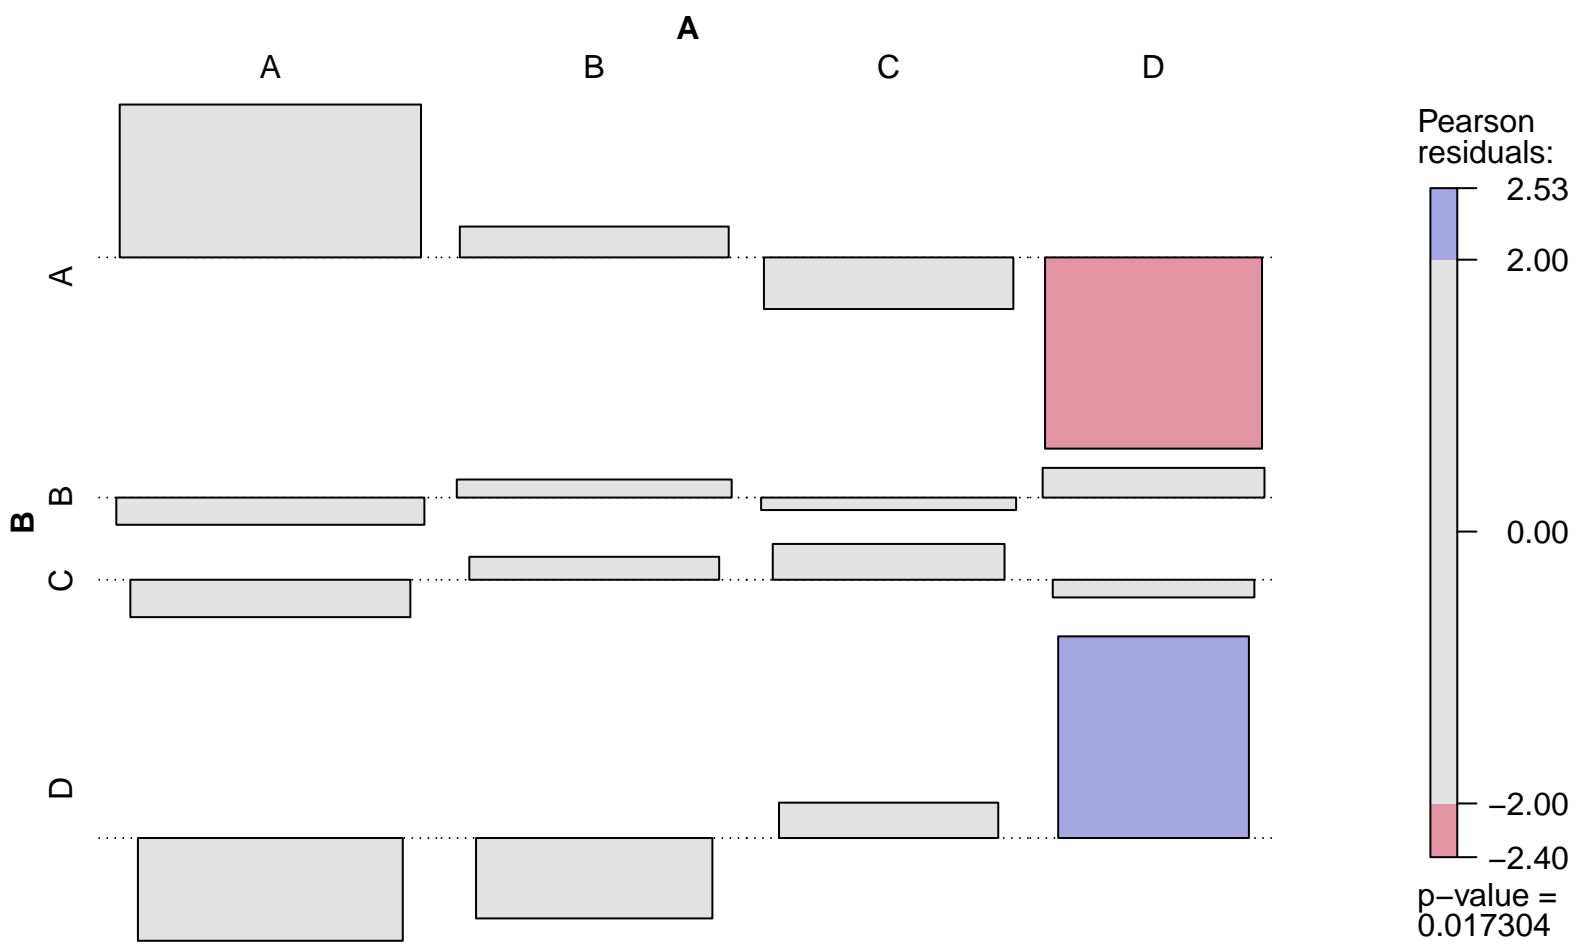 A
A B C D
A
B
B
C
D
Pearson
residuals:
2.53
2.00
0.00
−2.00
−2.40
p−value =
0.017304